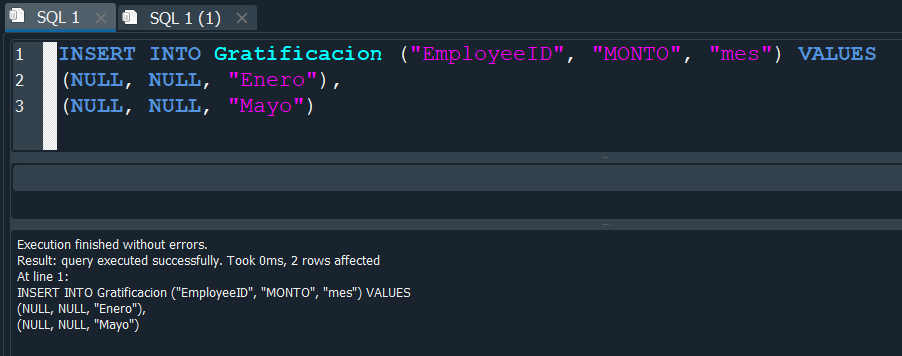 SQL 1
SQL 1 (1)
1 INSERT INTO Gratificacion ("EmployeeID", "MONTO", "mes") VALUES
2 (NULL, NULL, "Enero"),
3 (NULL, NULL, "Mayo")
Execution finished without errors.
Result: query executed successfully. Took 0ms, 2 rows affected
At line 1:
INSERT INTO Gratificacion ("EmployeeID", "MONTO", "mes") VALUES
(NULL, NULL, "Enero"),
(NULL, NULL, "Mayo")